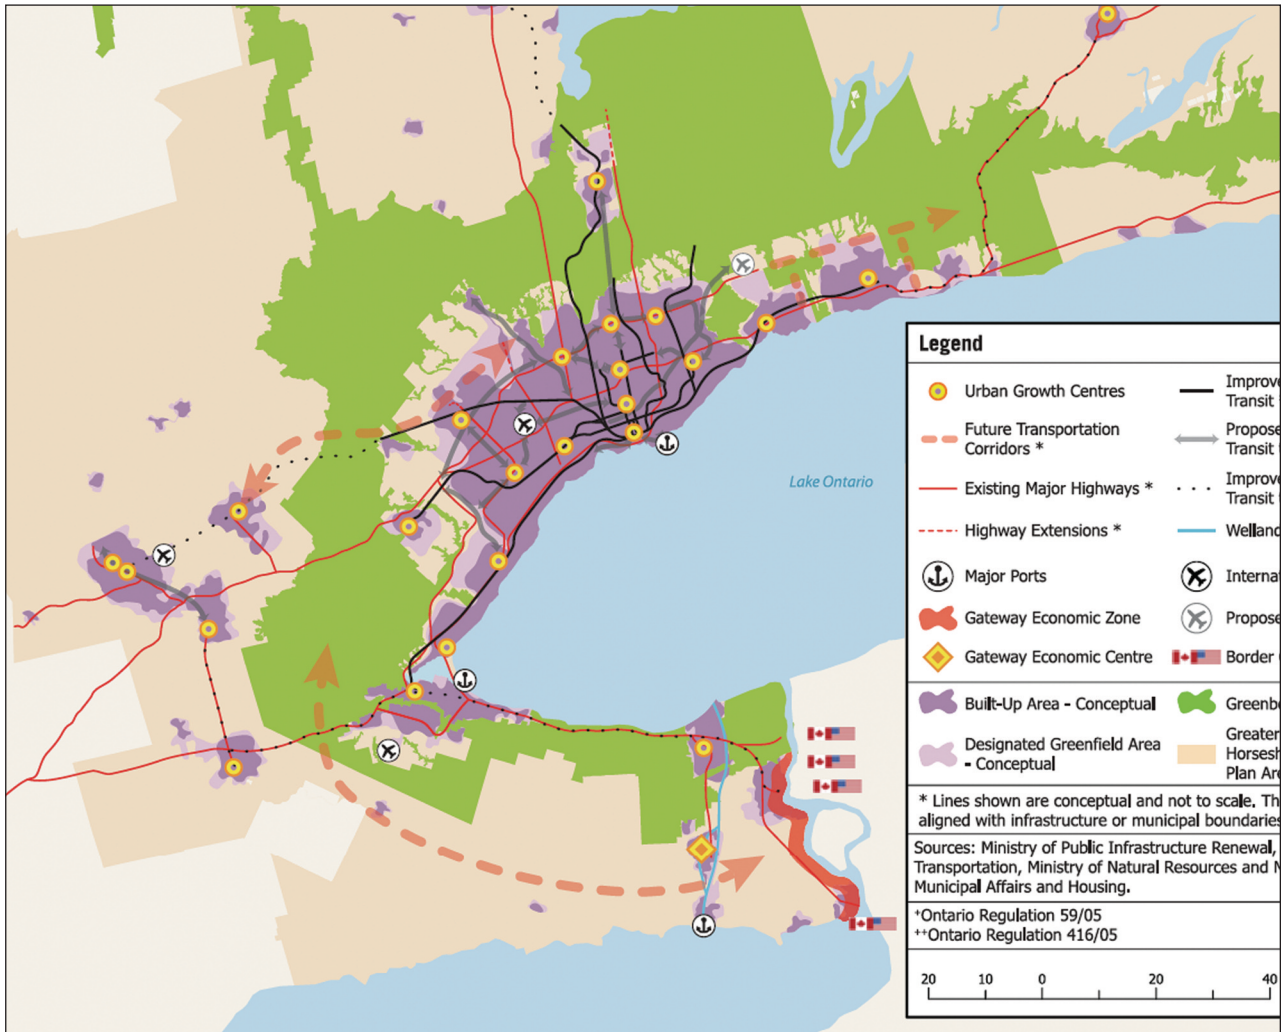 Lake Ontario
Legend
Urban Growth Centres
Future Transportation
Corridors *
Existing Major Highways *
Highway Extensions *
Major Ports
Gateway Economic Zone
Gateway Economic Centre
Built-Up Area - Conceptual
Designated Greenfield Area
- Conceptual
Improve
Transit
Propose
Transit
Improve
Transit
Welland
Interna
Propose
Border
Greenb
Greater
Horsesh
Plan Are
* Lines shown are conceptual and not to scale. Th
aligned with infrastructure or municipal boundaries
Sources: Ministry of Public Infrastructure Renewal,
Transportation, Ministry of Natural Resources and
Municipal Affairs and Housing.
+Ontario Regulation 59/05
++Ontario Regulation 416/05
20 10 0 20 40